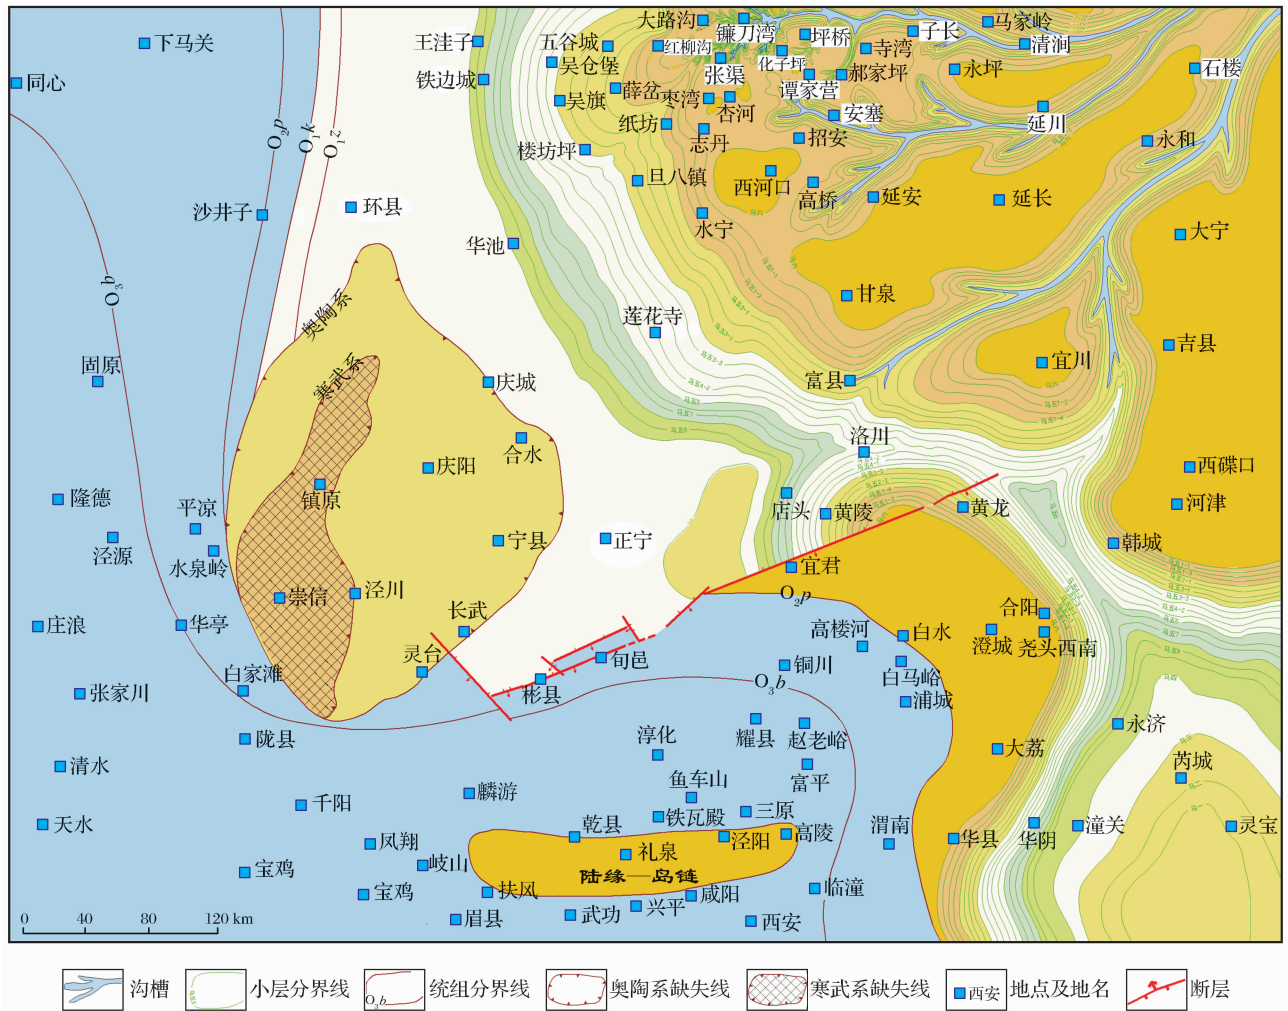 下马关
同心
王洼子
铁边城
五谷城
吴仓堡
吴旗
薛岔
大路沟
红柳沟
镰刀湾
张渠
化子坪
坪桥
谭家营
寺湾
郝家坪
子长
马家岭
清涧
永坪
石楼
枣湾
杏河
纸坊
志丹
安塞
招安
延川
永和
楼坊坪
旦八镇
西河口
高桥
延安
延长
永宁
大宁
O₂p
O₁k
O₁z
沙井子
环县
华池
O₃b
奥陶系
寒武系
莲花寺
甘泉
吉县
宜川
富县
固原
庆城
洛川
合水
庆阳
西磘口
隆德
镇原
平凉
店头
黄陵
黄龙
河津
泾源
水泉岭
宁县
正宁
韩城
宜君
O₂p
崇信
泾川
长武
合阳
庄浪
华亭
高楼河
白水
澄城
尧头西南
灵台
旬邑
铜川
白马峪
白家滩
张家川
彬县
O₃b
浦城
陇县
淳化
耀县
赵老峪
大荔
永济
芮城
清水
鱼车山
富平
麟游
千阳
铁瓦殿
三原
天水
凤翔
乾县
泾阳
高陵
渭南
华县
华阴
潼关
灵宝
岐山
礼泉
陆缘—岛链
宝鸡
宝鸡
扶风
咸阳
临潼
眉县
武功
兴平
西安
0 40 80 120 km
沟槽
小层分界线
O₃b
统组分界线
奥陶系缺失线
寒武系缺失线
西安
地点及地名
断层